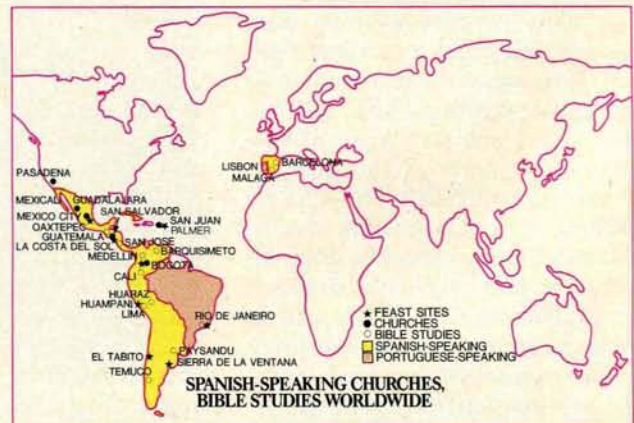 PASADENA
MEXICALI
GUADALAJARA
MEXICO CITY
SAN SALVADOR
OAXTEPEC
GUATEMALA
LA COSTA DEL SOL
SAN JUAN
PALMER
SAN JOSE
BARQUISIMETO
MEDELLIN
BOGOTA
CALI
HUARAZ
HUAMPANI
LIMA
RIO DE JANEIRO
EL TABITO
PAYSANDU
SIERRA DE LA VENTANA
TEMUCO
LISBON
BARCELONA
MALAGA
FEAST SITES
CHURCHES
BIBLE STUDIES
SPANISH-SPEAKING
PORTUGUESE-SPEAKING
SPANISH-SPEAKING CHURCHES,
BIBLE STUDIES WORLDWIDE